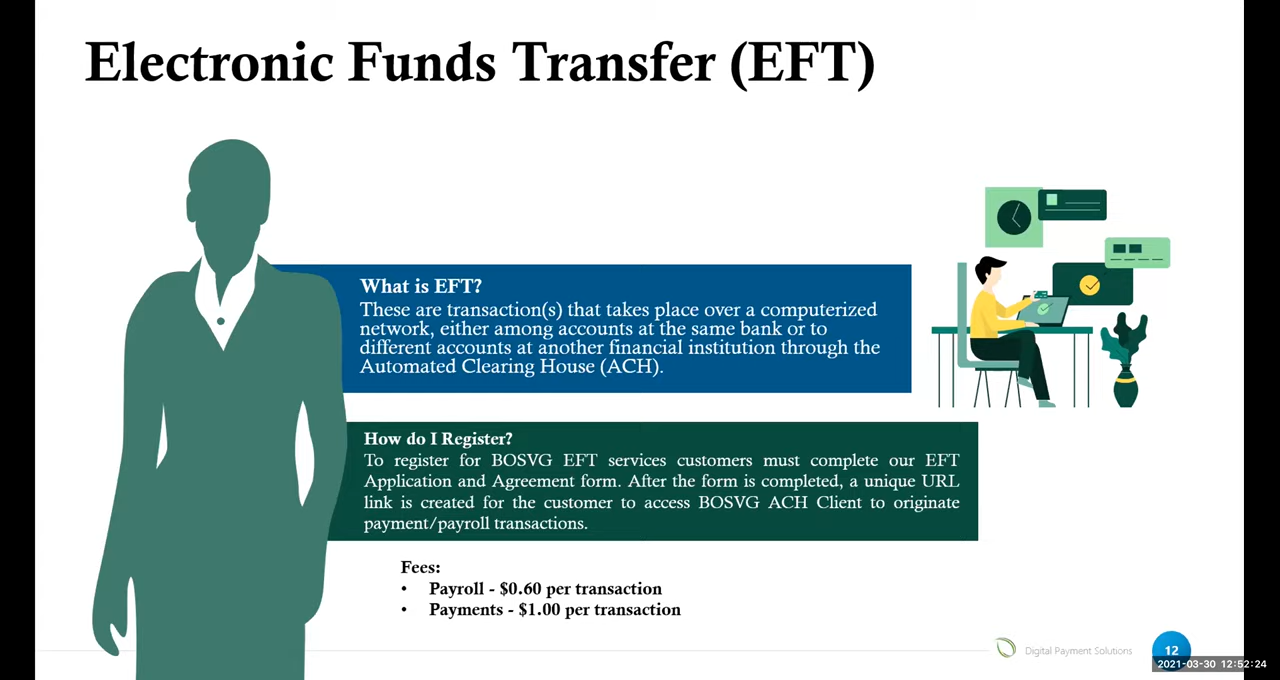 Electronic Funds Transfer (EFT)
What is EFT?
These are transaction(s) that takes place over a computerized
network, either among accounts at the same bank or to
different accounts at another financial institution through the
Automated Clearing House (ACH).
How do I Register?
To register for BOSVG EFT services customers must complete our EFT
Application and Agreement form. After the form is completed, a unique URL
link is created for the customer to access BOSVG ACH Client to originate
payment/payroll transactions.
Fees:
• Payroll - $0.60 per transaction
• Payments - $1.00 per transaction
Digital Payment Solutions
12
2021-03-30 12:52:24